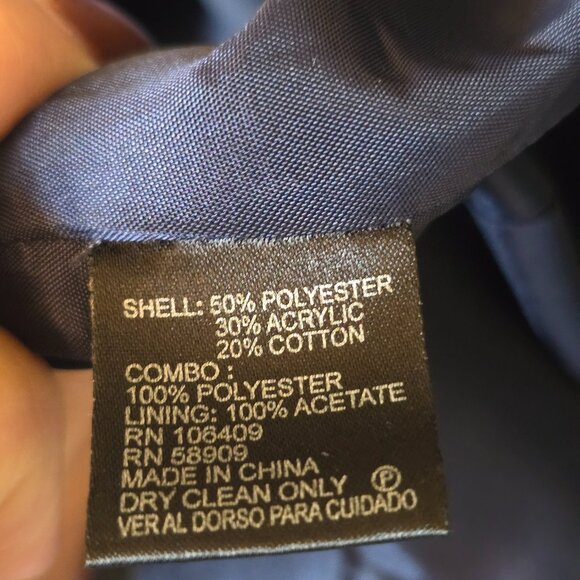 SHELL: 50% POLYESTER
30% ACRYLIC
20% COTTON
COMBO :
100% POLYESTER
LINING: 100% ACETATE
RN 106409
RN 58909
MADE IN CHINA
DRY CLEAN ONLY Ⓟ
VER AL DORSO PARA CUIDADO